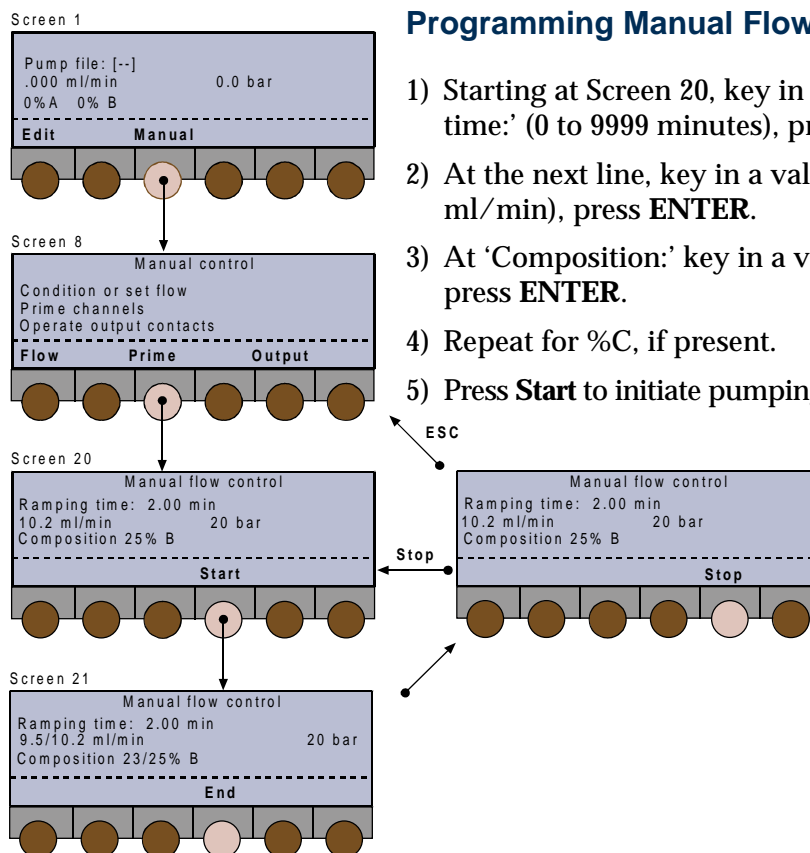 Screen 1
Pump file: [--]
.000 ml/min 0.0 bar
0%A 0% B
Edit Manual
Screen 8
Manual control
Condition or set flow
Prime channels
Operate output contacts
Flow Prime Output
Screen 20
Manual flow control
Ramping time: 2.00 min
10.2 ml/min 20 bar
Composition 25% B
Start
Screen 21
Manual flow control
Ramping time: 2.00 min
9.5/10.2 ml/min 20 bar
Composition 23/25% B
End
Programming Manual Flow
1) Starting at Screen 20, key in
time:’ (0 to 9999 minutes), pr
2) At the next line, key in a val
ml/min), press ENTER.
3) At ‘Composition:’ key in a v
press ENTER.
4) Repeat for %C, if present.
5) Press Start to initiate pumpin
ESC
Stop
Manual flow control
Ramping time: 2.00 min
10.2 ml/min 20 bar
Composition 25% B
Stop